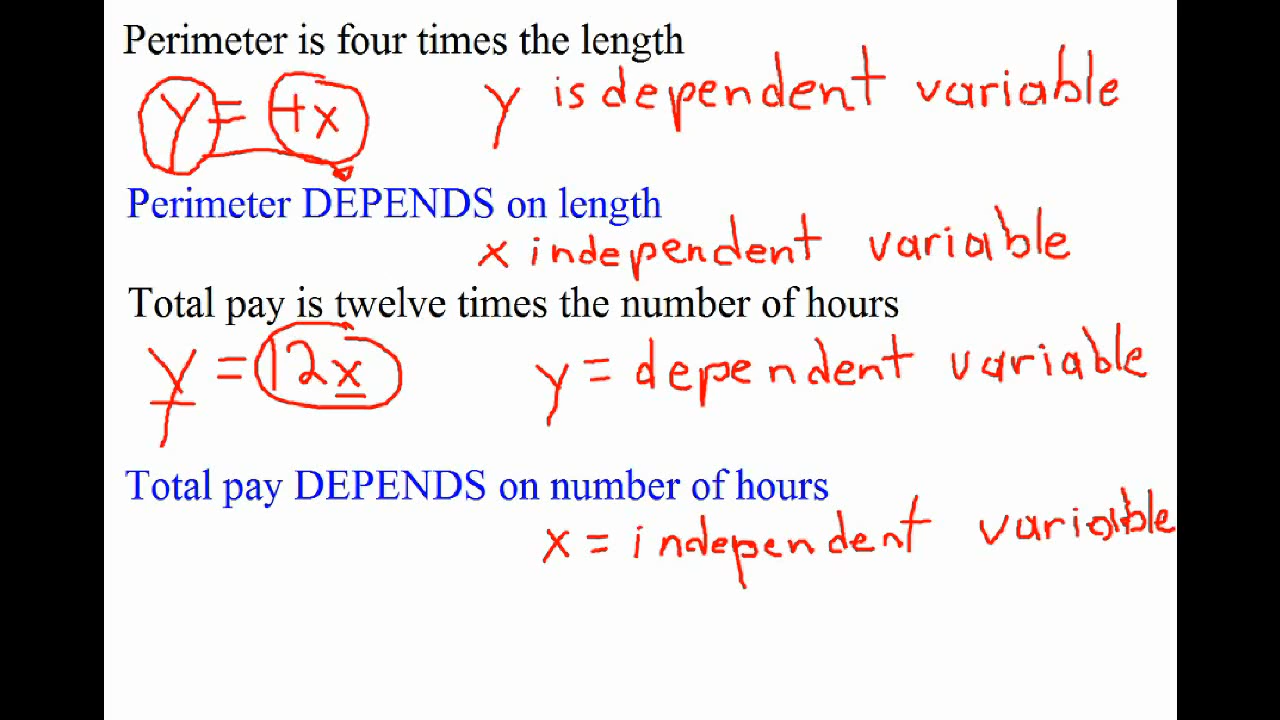 Perimeter is four times the length
y = 4x y is dependent variable
Perimeter DEPENDS on length
x independent variable
Total pay is twelve times the number of hours
y = 12x y = dependent variable
Total pay DEPENDS on number of hours
x = independent variable